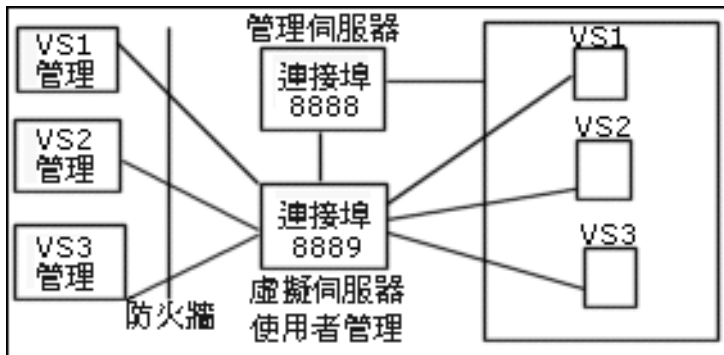 VS1
管理
VS2
管理
VS3
管理
防火牆
管理伺服器
連接埠
8888
連接埠
8889
虛擬伺服器
使用者管理
VS1
VS2
VS3